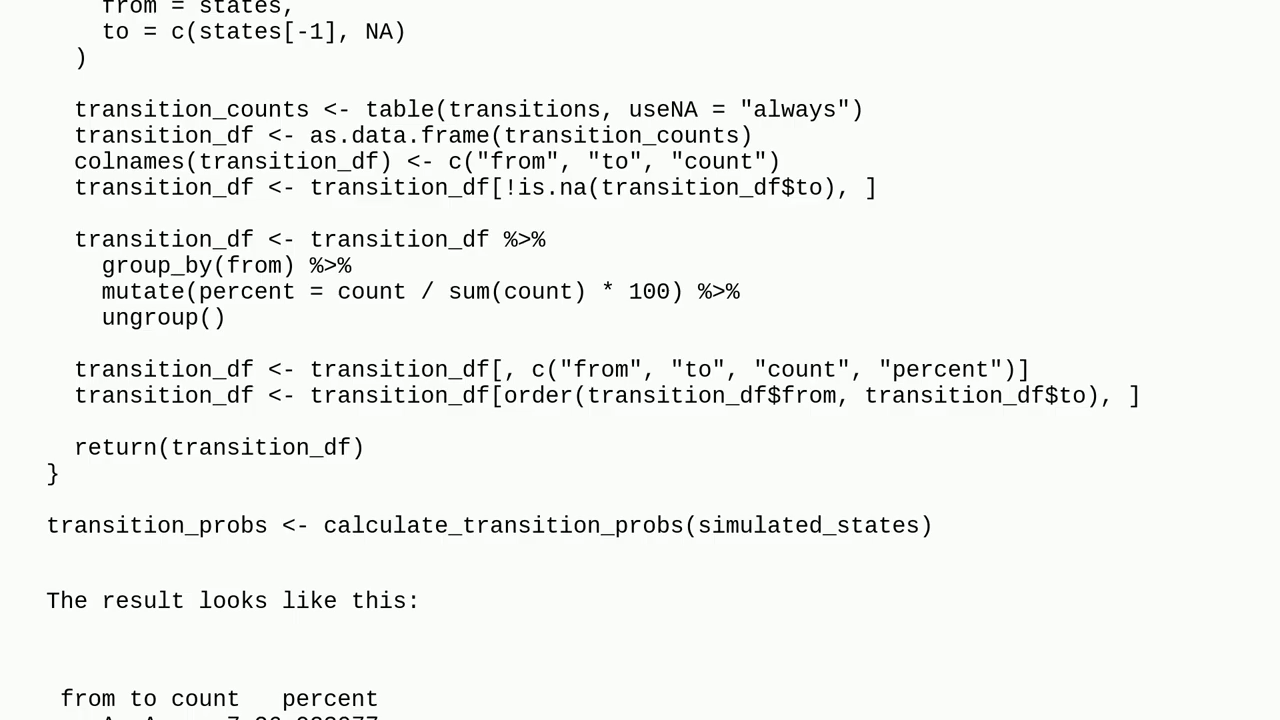 from = states,
to = c(states[-1], NA)
)
transition_counts <- table(transitions, useNA = "always")
transition_df <- as.data.frame(transition_counts)
colnames(transition_df) <- c("from", "to", "count")
transition_df <- transition_df[!is.na(transition_df$to), ]
transition_df <- transition_df %>%
group_by(from) %>%
mutate(percent = count / sum(count) * 100) %>%
ungroup()
transition_df <- transition_df[, c("from", "to", "count", "percent")]
transition_df <- transition_df[order(transition_df$from, transition_df$to), ]
return(transition_df)
}
transition_probs <- calculate_transition_probs(simulated_states)
The result looks like this:
from to count percent